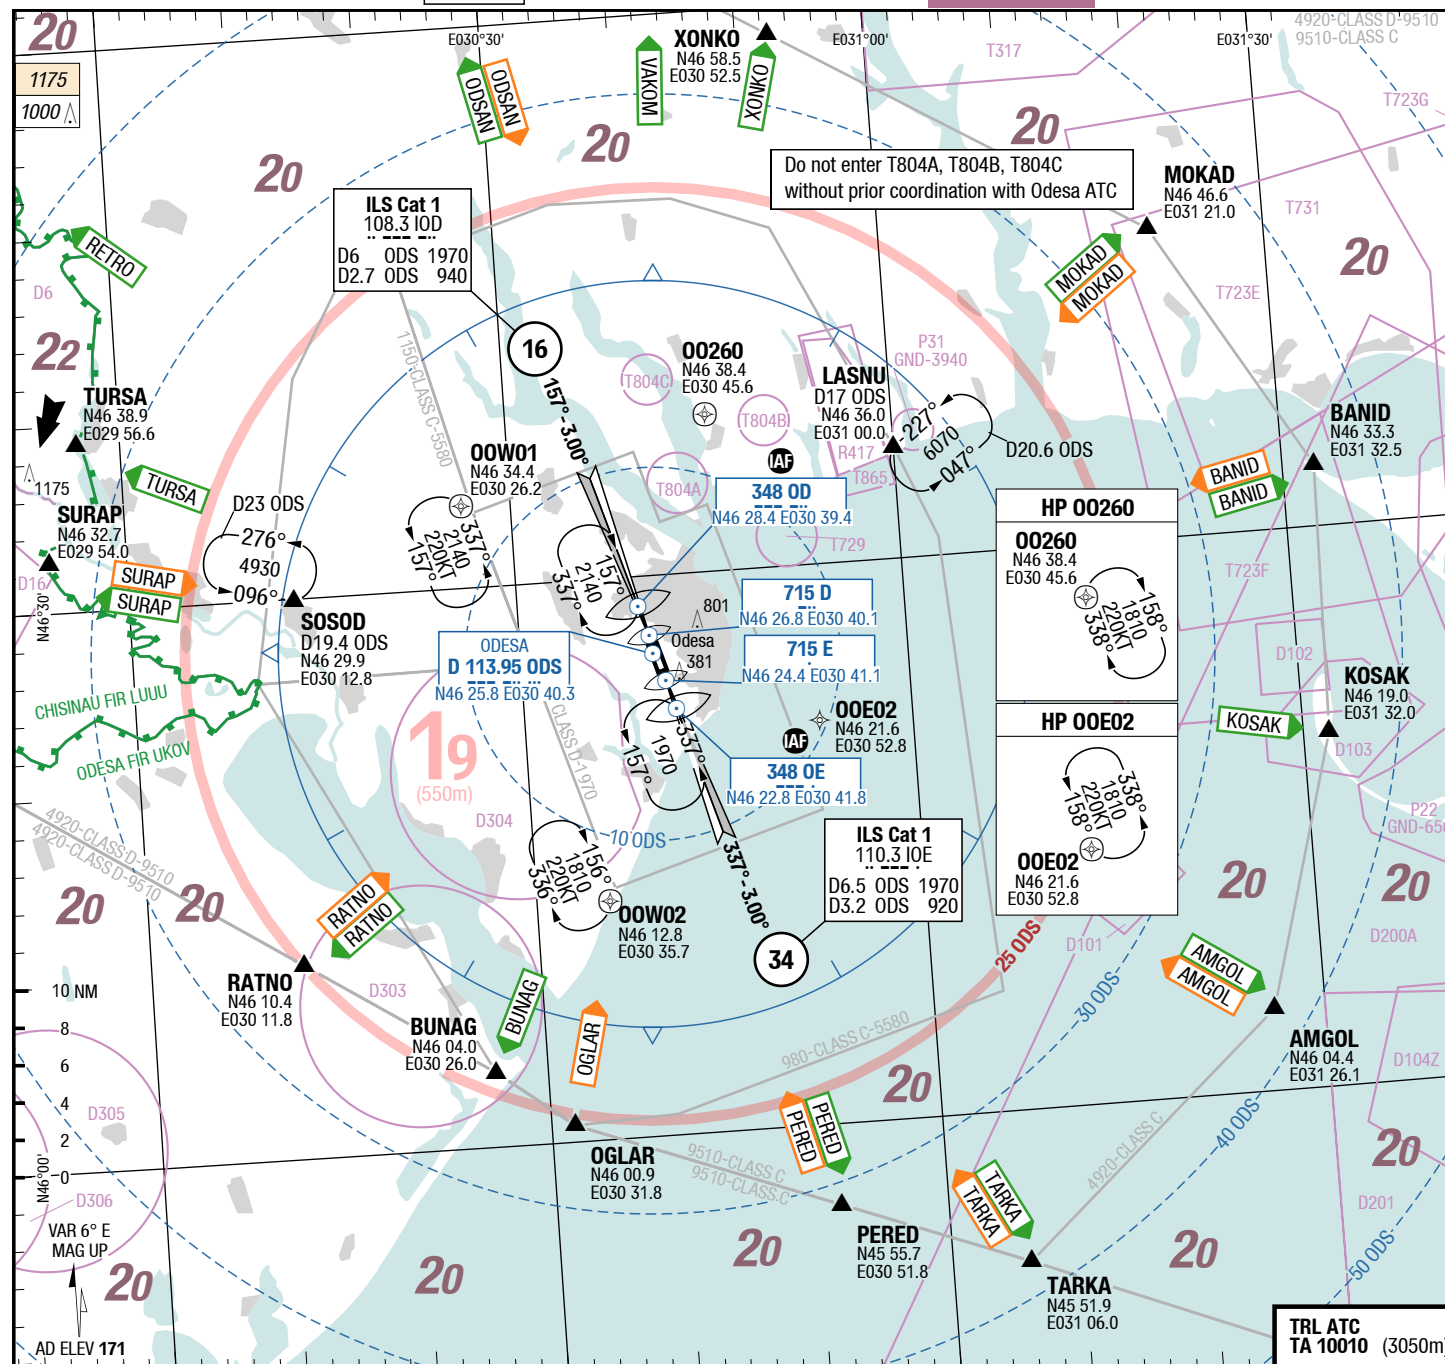 20
1175
1000
E030°30'
XONKO
N46 58.5
E030 52.5
E031°00'
E031°30'
4920-CLASS D-9510
9510-CLASS C
T317
T723G
ODSAN
ODSAN
VAKOM
XONKO
20
20
20
Do not enter T804A, T804B, T804C
without prior coordination with Odesa ATC
MOKAD
N46 46.6
E031 21.0
T731
20
ILS Cat 1
108.3 IOD
D6 ODS 1970
D2.7 ODS 940
RETRO
D6
MOKAD
MOKAD
T723E
22
16
157° - 3.00°
1150-CLASS C-5580
OO260
N46 38.4
E030 45.6
T804C
T804B
P31
GND-3940
LASNU
D17 ODS
N46 36.0
E031 00.0
227°
6070
047°
D20.6 ODS
R417
T865
TURSA
N46 38.9
E029 56.6
BANID
N46 33.3
E031 32.5
1175
TURSA
OOW01
N46 34.4
E030 26.2
IAF
BANID
BANID
SURAP
N46 32.7
E029 54.0
D23 ODS
276°
4930
096°
337°
2140
220KT
157°
T804A
348 OD
N46 28.4 E030 39.4
T729
HP OO260
OO260
N46 38.4
E030 45.6
158°
1810
220KT
338°
D16
SURAP
SURAP
157°
2140
337°
T723F
N46°30'
SOSOD
D19.4 ODS
N46 29.9
E030 12.8
801
Odesa
381
715 D
N46 26.8 E030 40.1
ODESA
D 113.95 ODS
N46 25.8 E030 40.3
715 E
N46 24.4 E030 41.1
D102
KOSAK
N46 19.0
E031 32.0
CHISINAU FIR LUUU
ODESA FIR UKOV
CLASS D-1970
OOE02
N46 21.6
E030 52.8
HP OOE02
KOSAK
D103
19
(550m)
157°
1970
337°
IAF
348 OE
N46 22.8 E030 41.8
338°
1810
220KT
158°
OOE02
N46 21.6
E030 52.8
P22
4920-CLASS D-9510
4920-CLASS D-9510
D304
10 ODS
337° - 3.00°
ILS Cat 1
110.3 IOE
D6.5 ODS 1970
D3.2 ODS 920
156°
1810
220KT
336°
OOW02
N46 12.8
E030 35.7
34
20
20
20
20
RATNO
RATNO
25 ODS
D101
D200A
AMGOL
AMGOL
RATNO
N46 10.4
E030 11.8
D303
BUNAG
OGLAR
30 ODS
10 NM
8
6
4
2
0
BUNAG
N46 04.0
E030 26.0
980-CLASS C-5580
AMGOL
N46 04.4
E031 26.1
D104Z
20
D305
PERED
PERED
40 ODS
20
OGLAR
N46 00.9
E030 31.8
9510-CLASS C
9510-CLASS C
4920-CLASS C
N46°00'
D306
TARKA
TARKA
D201
VAR 6° E
MAG UP
PERED
N45 55.7
E030 51.8
50 ODS
20
20
20
20
TARKA
N45 51.9
E031 06.0
AD ELEV 171
TRL ATC
TA 10010 (3050m)